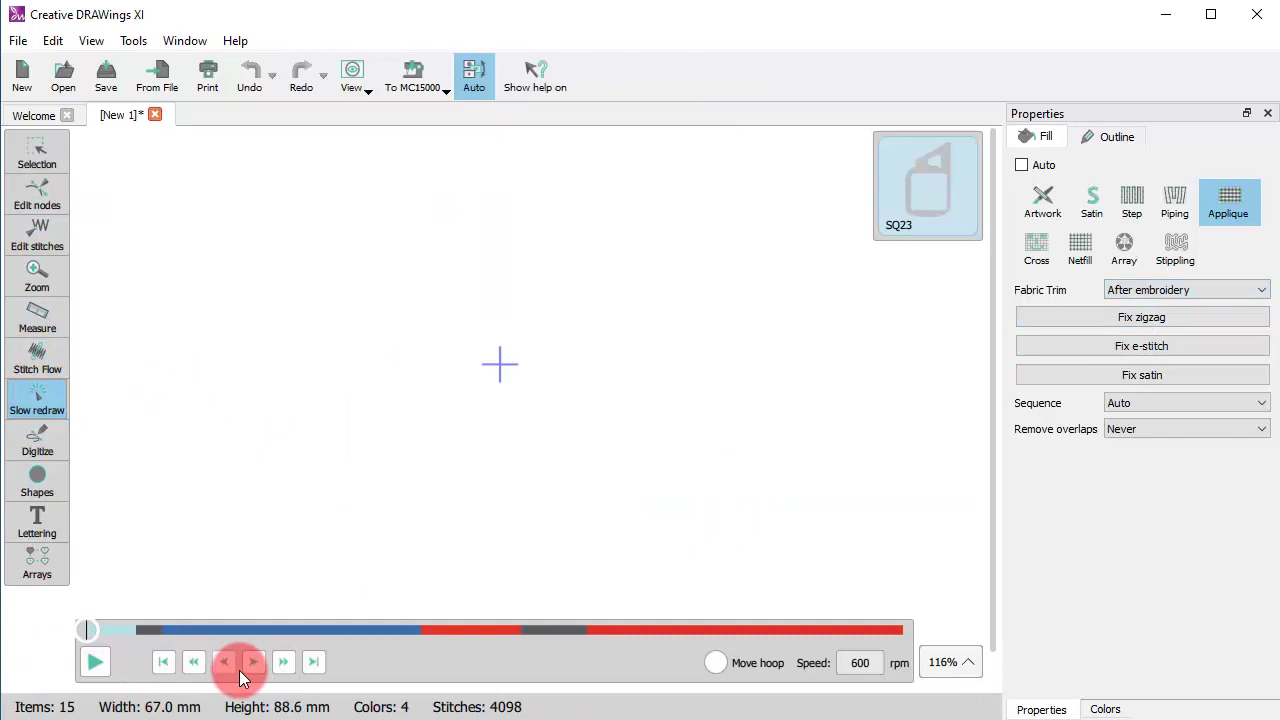 Creative DRAWings XI
File Edit View Tools Window Help
New Open Save From File Print Undo Redo View To MC15000 Auto Show help on
Welcome [New 1]*
Properties
Fill Outline
Auto
Artwork Satin Step Piping Applique
Cross Netfill Array Stippling
Fabric Trim After embroidery
Fix zigzag
Fix e-stitch
Fix satin
Sequence Auto
Remove overlaps Never
Selection
Edit nodes
Edit stitches
Zoom
Measure
Stitch Flow
Slow redraw
Digitize
Shapes
Lettering
Arrays
SQ23
Move hoop Speed: 600 rpm 116%
Items: 15 Width: 67.0 mm Height: 88.6 mm Colors: 4 Stitches: 4098
Properties Colors